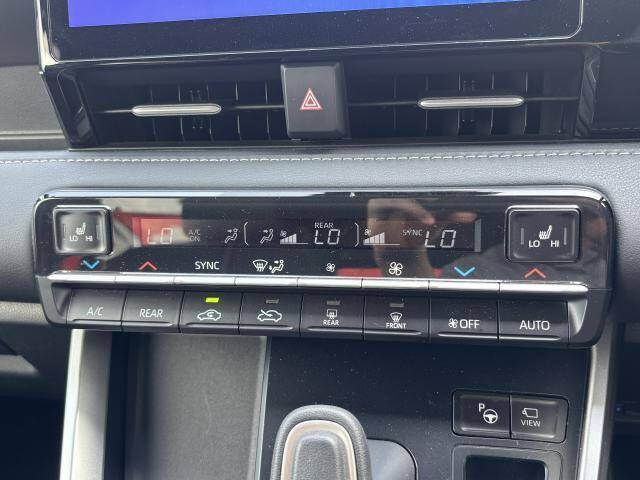 REAR
LO A/C ON LO SYNC LO
LO HI
LO HI
SYNC
A/C REAR REAR FRONT OFF AUTO
P VIEW